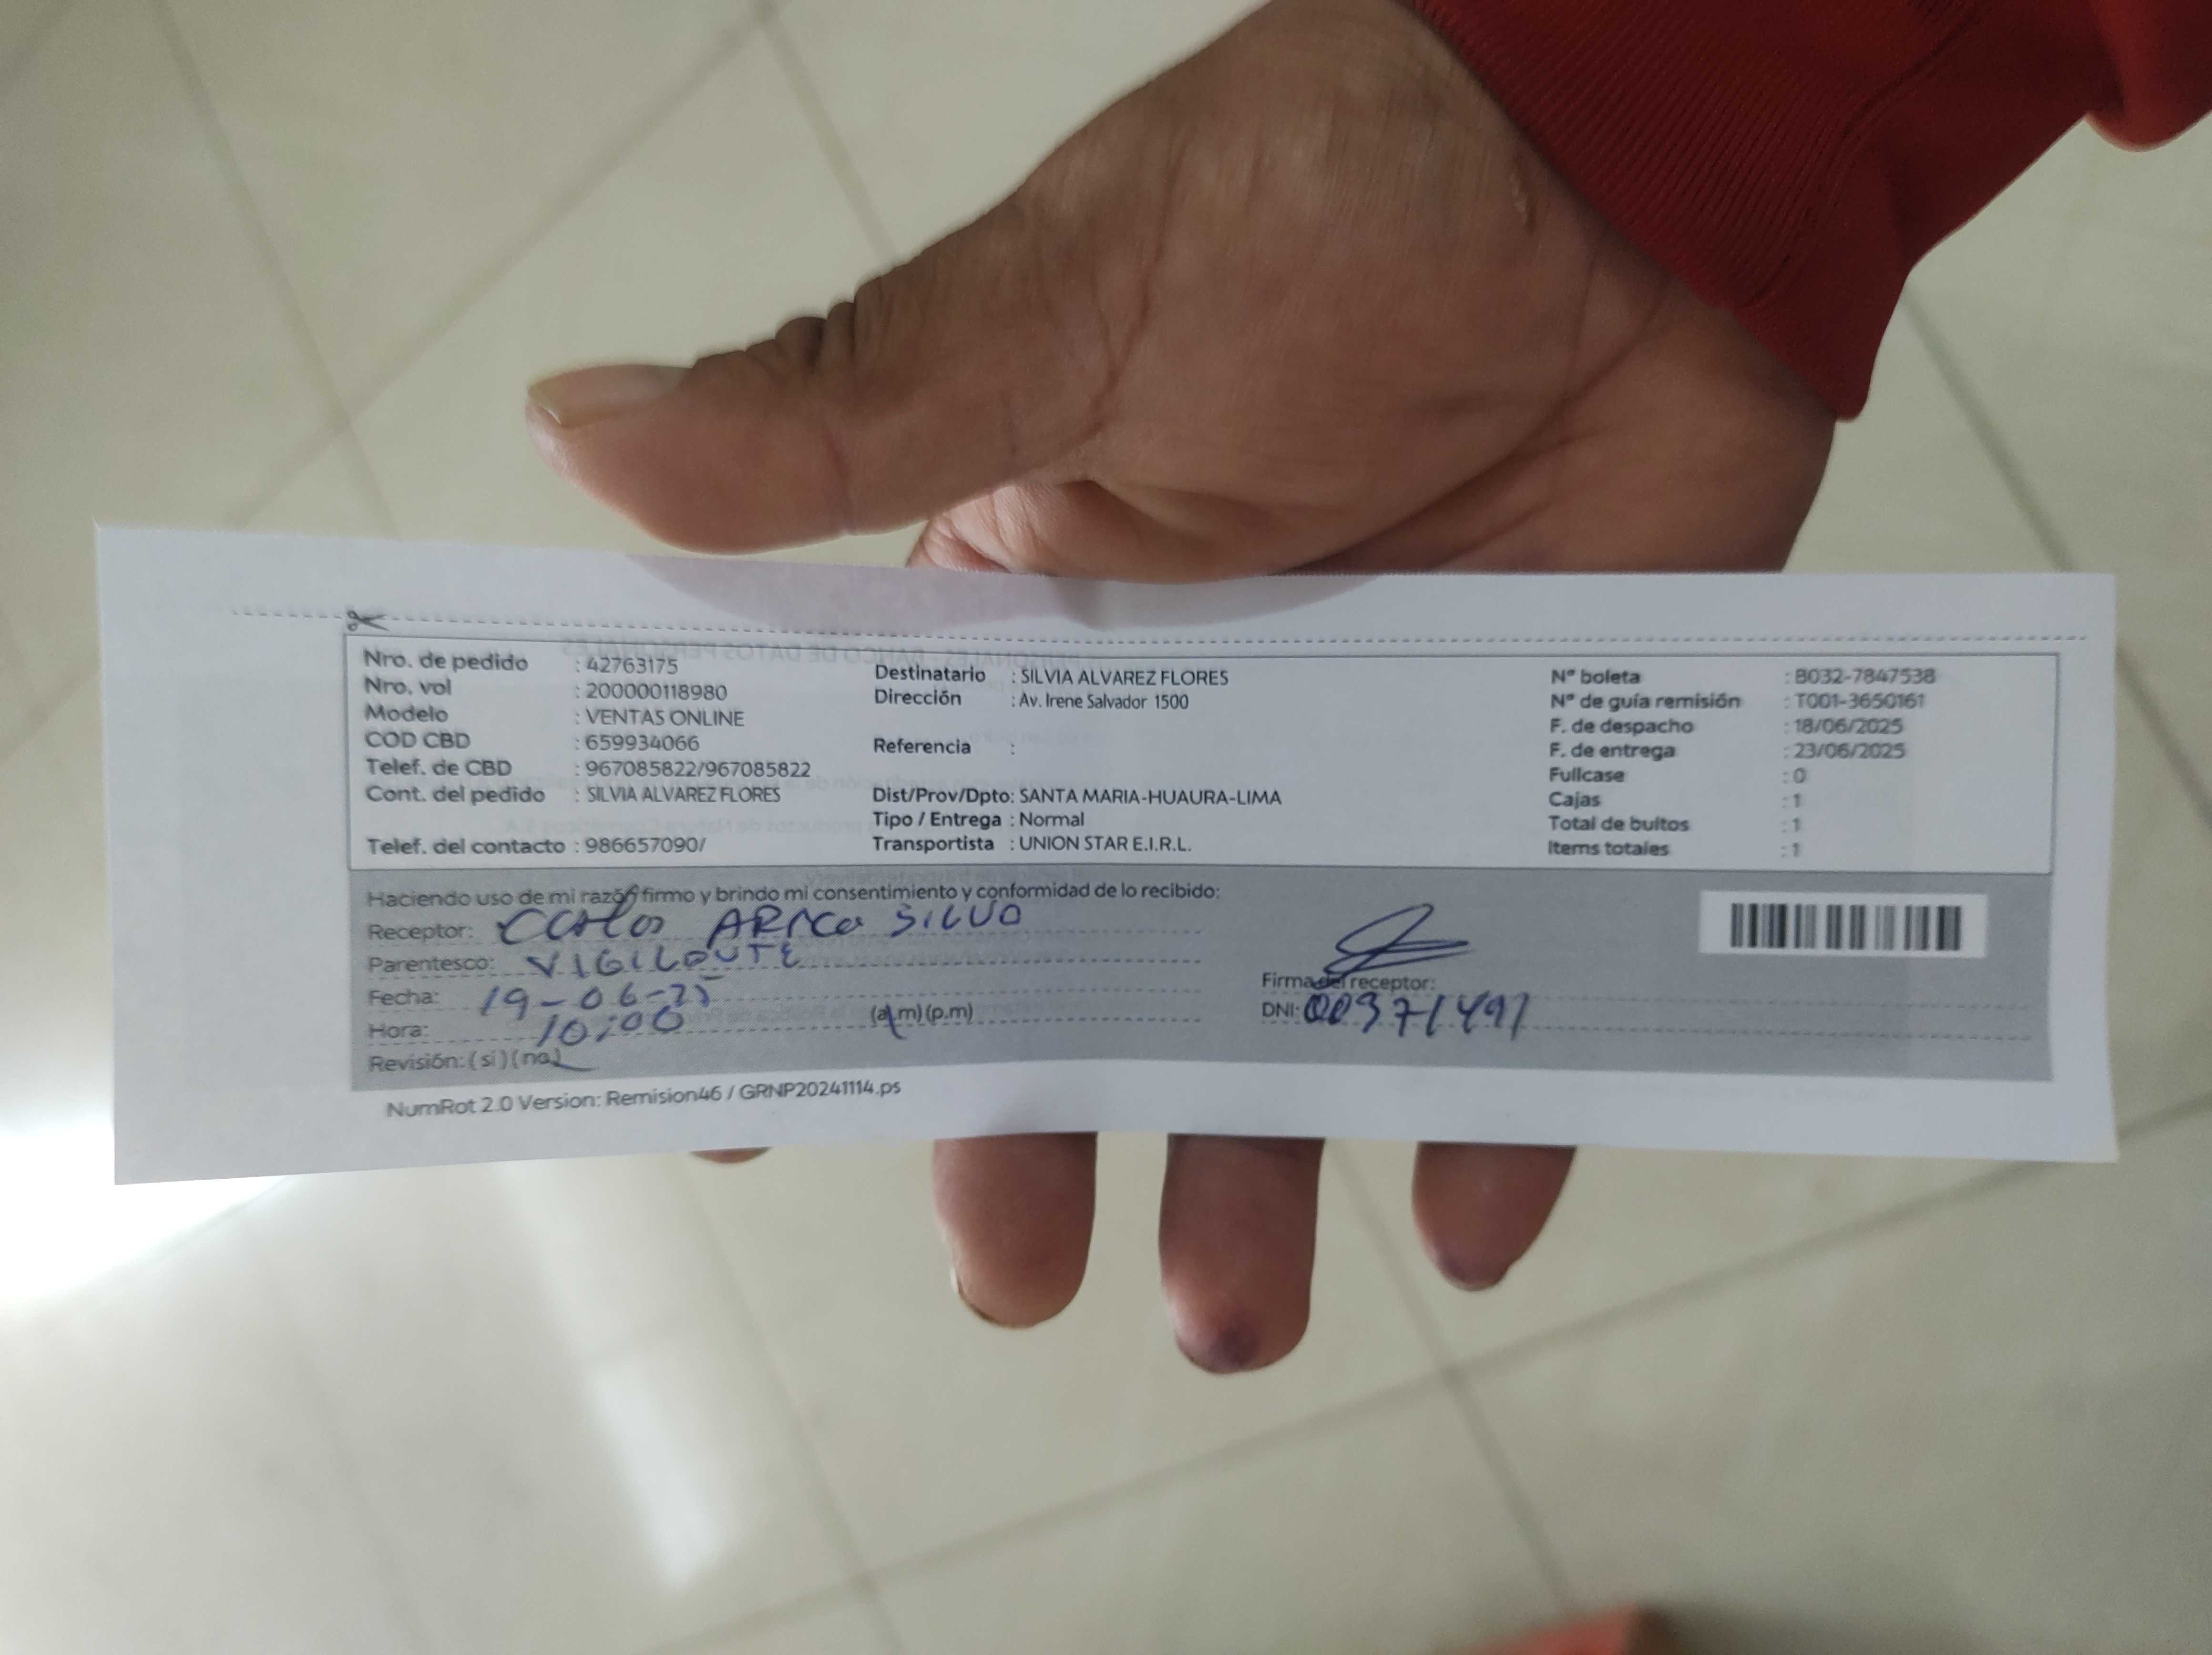 Nro. de pedido : 42763175
Nro. vol : 200000118980
Modelo : VENTAS ONLINE
COD CBD : 659934066
Telef. de CBD : 967085822/967085822
Cont. del pedido : SILVIA ALVAREZ FLORES
Telef. del contacto : 986657090/
Destinatario : SILVIA ALVAREZ FLORES
Dirección : Av. Irene Salvador 1500
Referencia :
Dist/Prov/Dpto: SANTA MARIA-HUAURA-LIMA
Tipo / Entrega : Normal
Transportista : UNION STAR E.I.R.L.
Nº boleta : B032-7847538
Nº de guía remisión : T001-3650161
F. de despacho : 18/06/2025
F. de entrega : 23/06/2025
Fullcase : 0
Cajas : 1
Total de bultos : 1
Items totales : 1
Haciendo uso de mi razón firmo y brindo mi consentimiento y conformidad de lo recibido:
Receptor: Carlos SILVA
Parentesco: VIGILANTE
Fecha: 19-06-25
Hora: 10:00 (a.m) (p.m)
Revisión: (si) (no)
Firma del receptor:
DNI: 00371491
NumRot 2.0 Version: Remision46 / GRNP20241114.ps